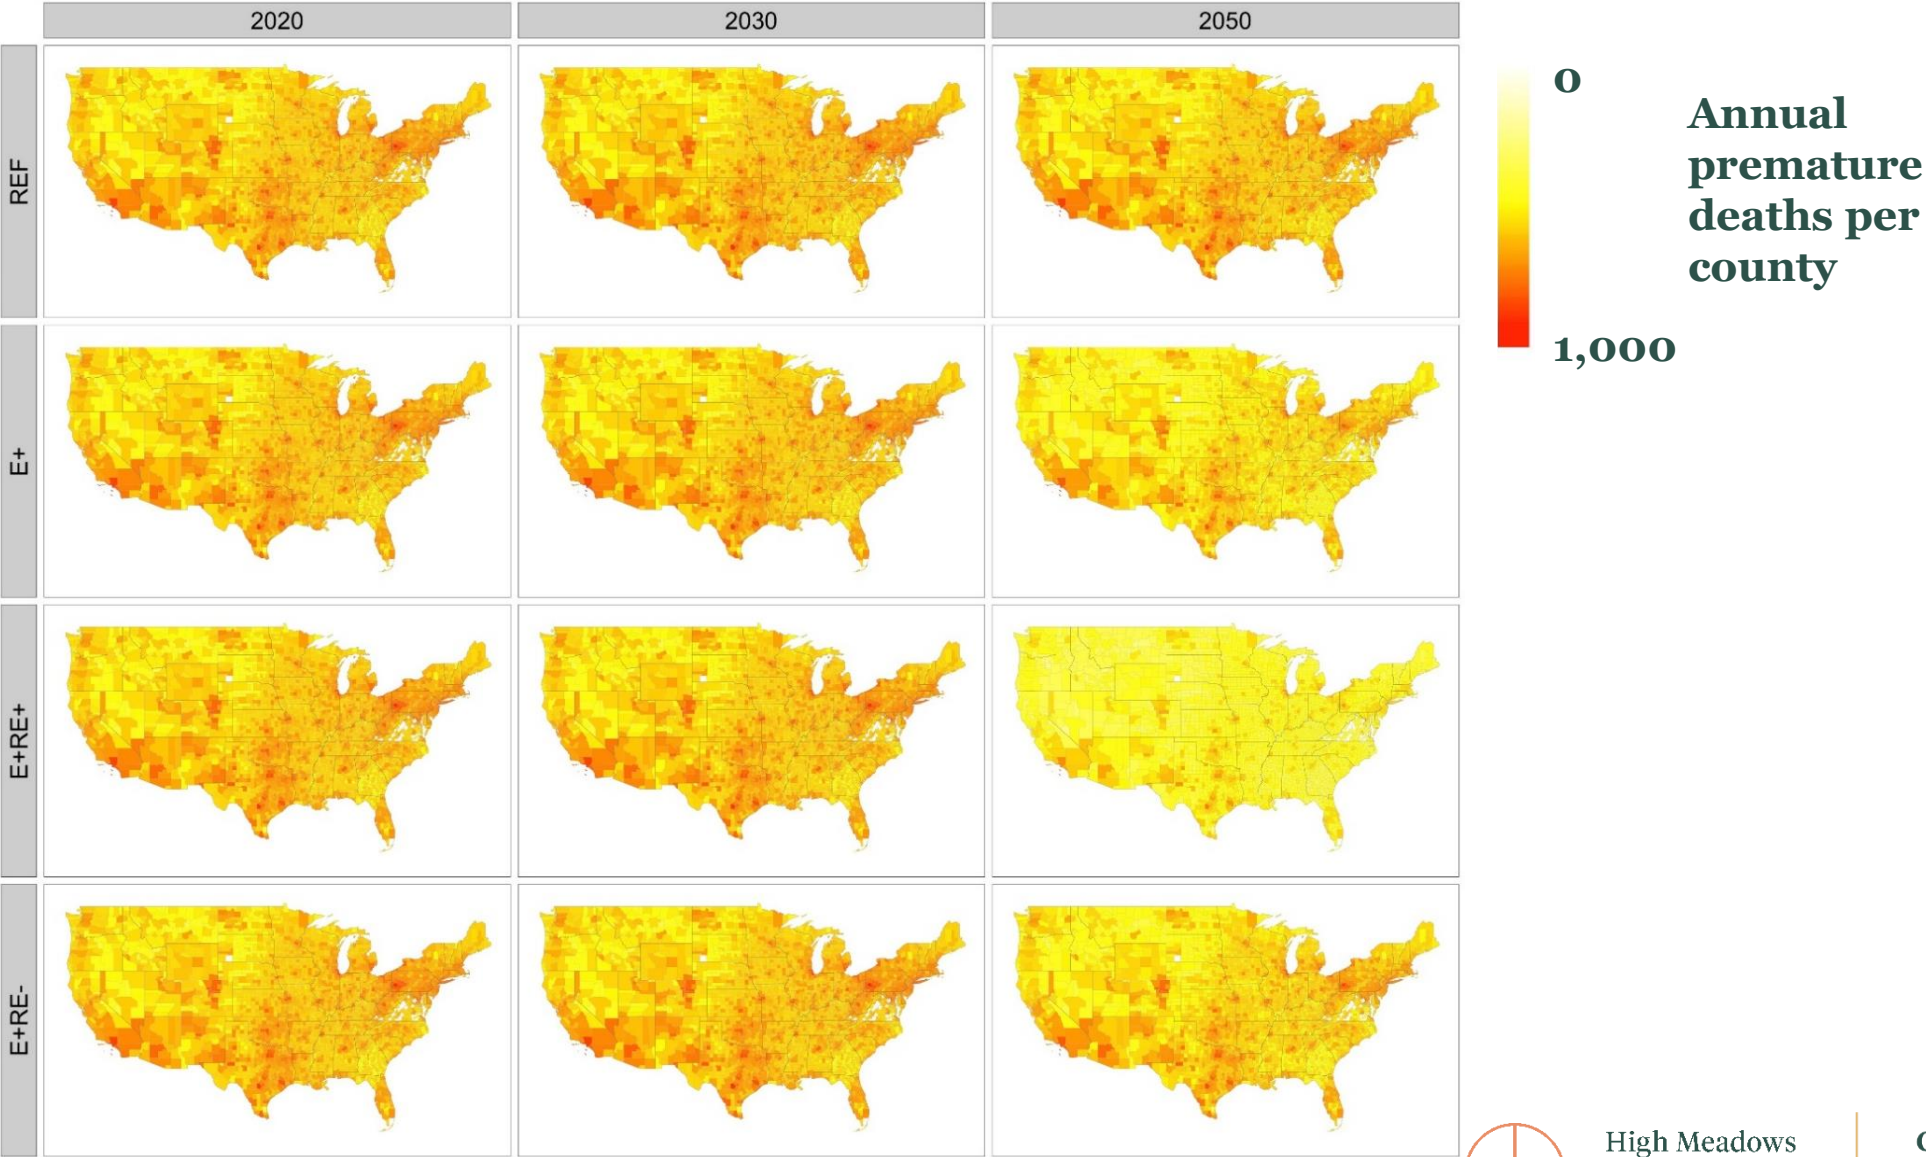 2020
2030
2050
REF
E+
E+RE+
E+RE-
0
1,000
Annual
premature
deaths per
county
High Meadows